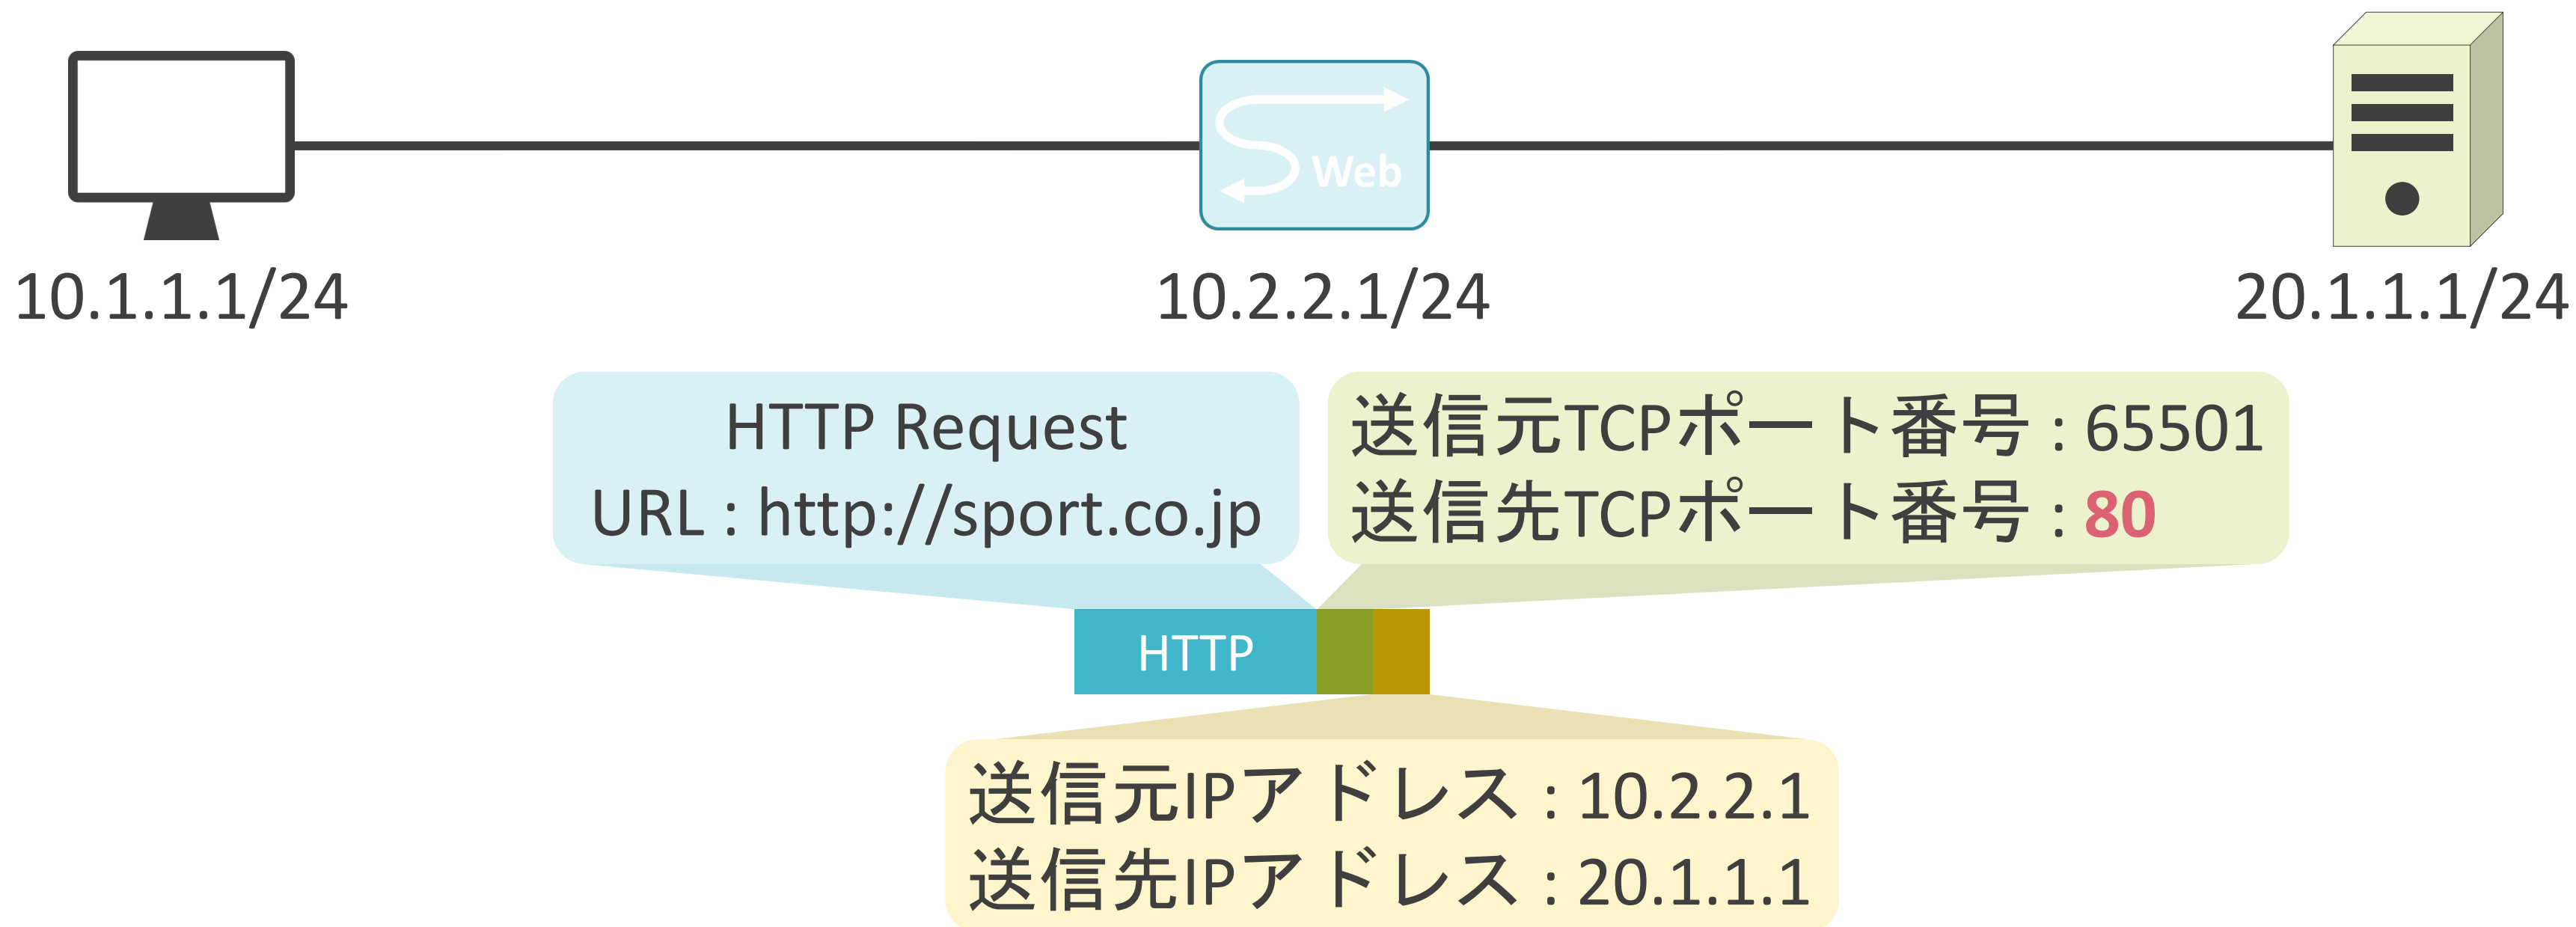 Web
10.1.1.1/24
10.2.2.1/24
20.1.1.1/24
HTTP Request
URL : http://sport.co.jp
送信元TCPポート番号 : 65501
送信先TCPポート番号 : 80
HTTP
送信元IPアドレス : 10.2.2.1
送信先IPアドレス : 20.1.1.1